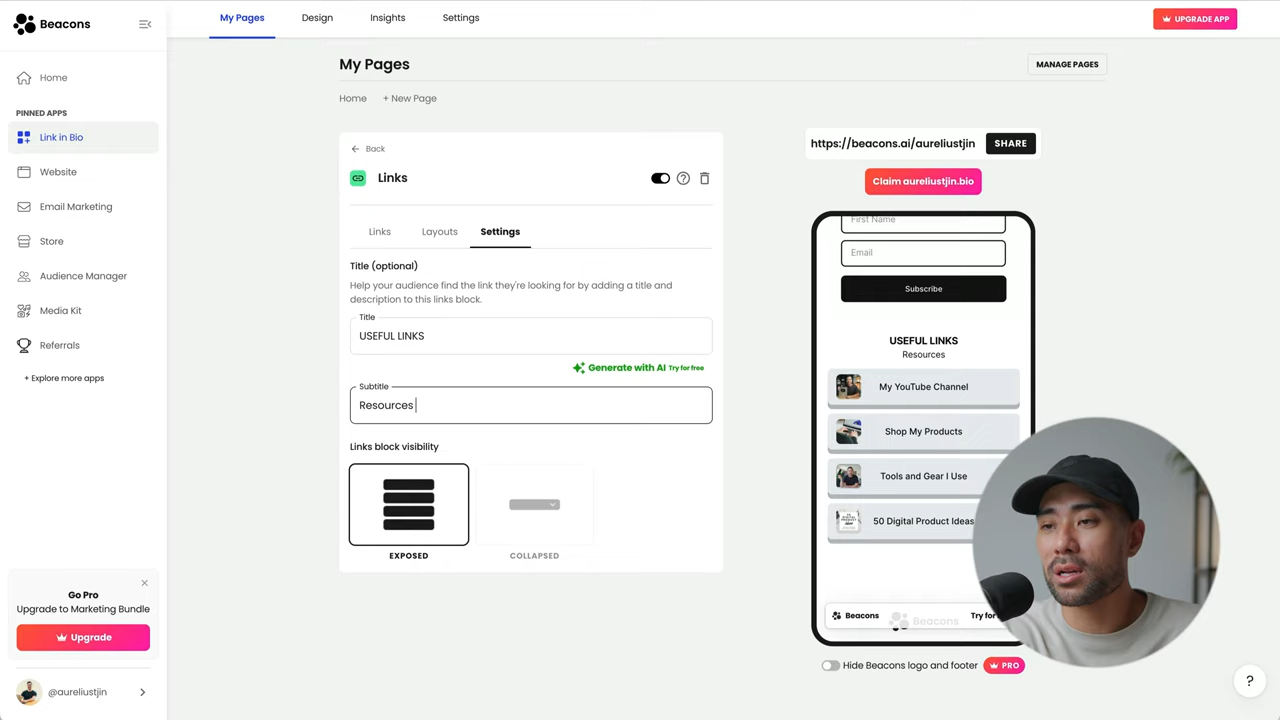 Beacons
My Pages
Design
Insights
Settings
UPGRADE APP
Home
PINNED APPS
Link in Bio
Website
Email Marketing
Store
Audience Manager
Media Kit
Referrals
+ Explore more apps
Go Pro
Upgrade to Marketing Bundle
Upgrade
@aureliustjin
My Pages
MANAGE PAGES
Home
+ New Page
Back
Links
Links
Layouts
Settings
Title (optional)
Help your audience find the link they're looking for by adding a title and
description to this links block.
Title
USEFUL LINKS
Generate with AI Try for free
Subtitle
Resources
Links block visibility
EXPOSED
COLLAPSED
https://beacons.ai/aureliustjin
SHARE
Claim aureliustjin.bio
First Name
Email
Subscribe
USEFUL LINKS
Resources
My YouTube Channel
Shop My Products
Tools and Gear I Use
50 Digital Product Ideas
Beacons
Beacons
Try for
Hide Beacons logo and footer
PRO
?